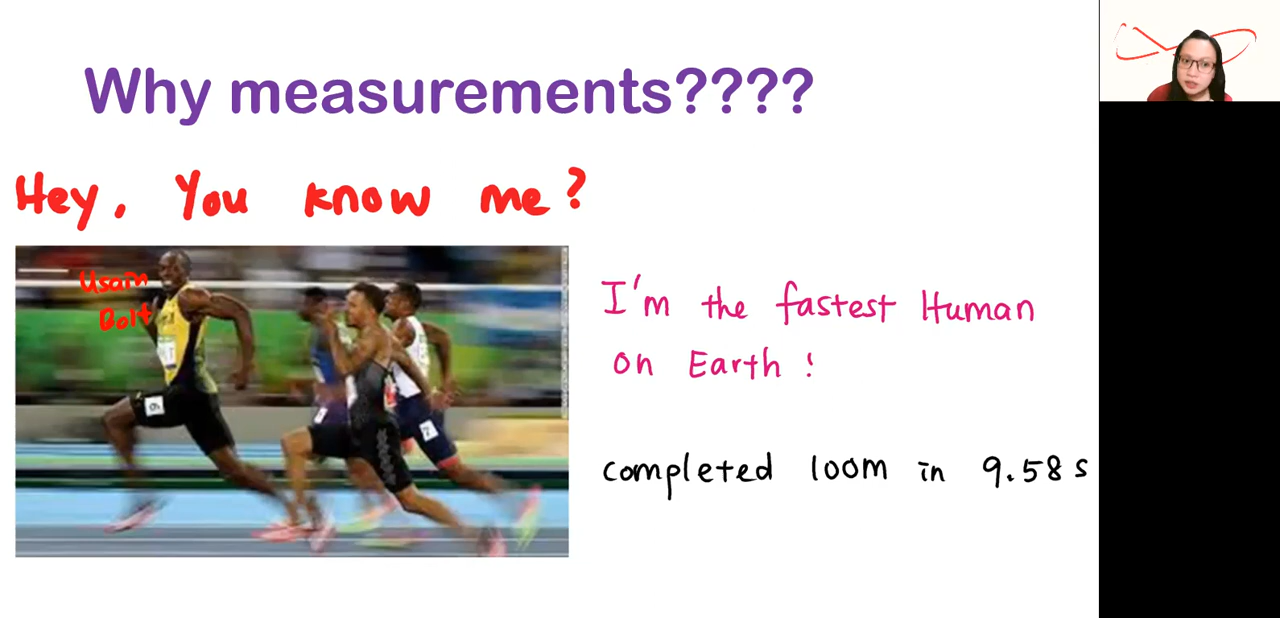 Why measurements????
Hey, You know me?
Usain
Bolt
I'm the fastest Human
on Earth!
completed 100m in 9.58s